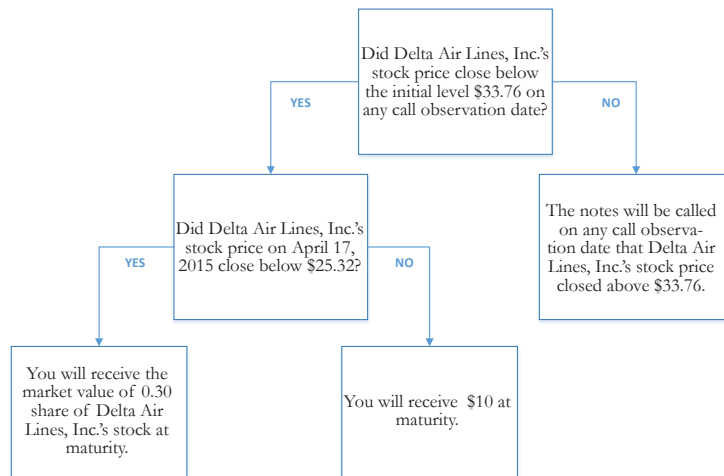 Did Delta Air Lines, Inc.'s
stock price close below
the initial level $33.76 on
any call observation date?
YES
NO
Did Delta Air Lines, Inc.'s
stock price on April 17,
2015 close below $25.32?
The notes will be called
on any call observa-
tion date that Delta Air
Lines, Inc.'s stock price
closed above $33.76.
YES
NO
You will receive the
market value of 0.30
share of Delta Air
Lines, Inc.'s stock at
maturity.
You will receive $10 at
maturity.